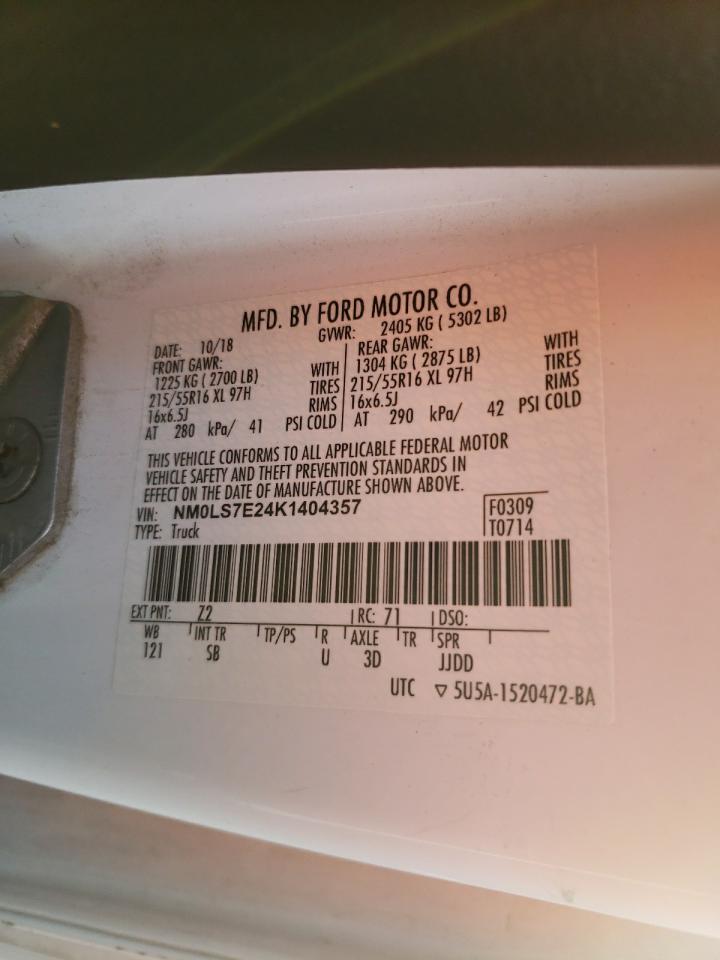 MFD. BY FORD MOTOR CO.
DATE: 10/18 GVWR: 2405 KG ( 5302 LB)
FRONT GAWR: REAR GAWR:
1225 KG ( 2700 LB) WITH 1304 KG ( 2875 LB) WITH
215/55R16 XL 97H TIRES 215/55R16 XL 97H TIRES
16x6.5J RIMS 16x6.5J RIMS
AT 280 kPa/ 41 PSI COLD AT 290 kPa/ 42 PSI COLD
THIS VEHICLE CONFORMS TO ALL APPLICABLE FEDERAL MOTOR
VEHICLE SAFETY AND THEFT PREVENTION STANDARDS IN
EFFECT ON THE DATE OF MANUFACTURE SHOWN ABOVE.
VIN: NM0LS7E24K1404357 F0309
TYPE: Truck T0714
EXT PNT: Z2 RC: 71 DSO:
WB INT TR TP/PS R AXLE TR SPR
121 SB U 3D JJDD
UTC ▽ 5U5A-1520472-BA